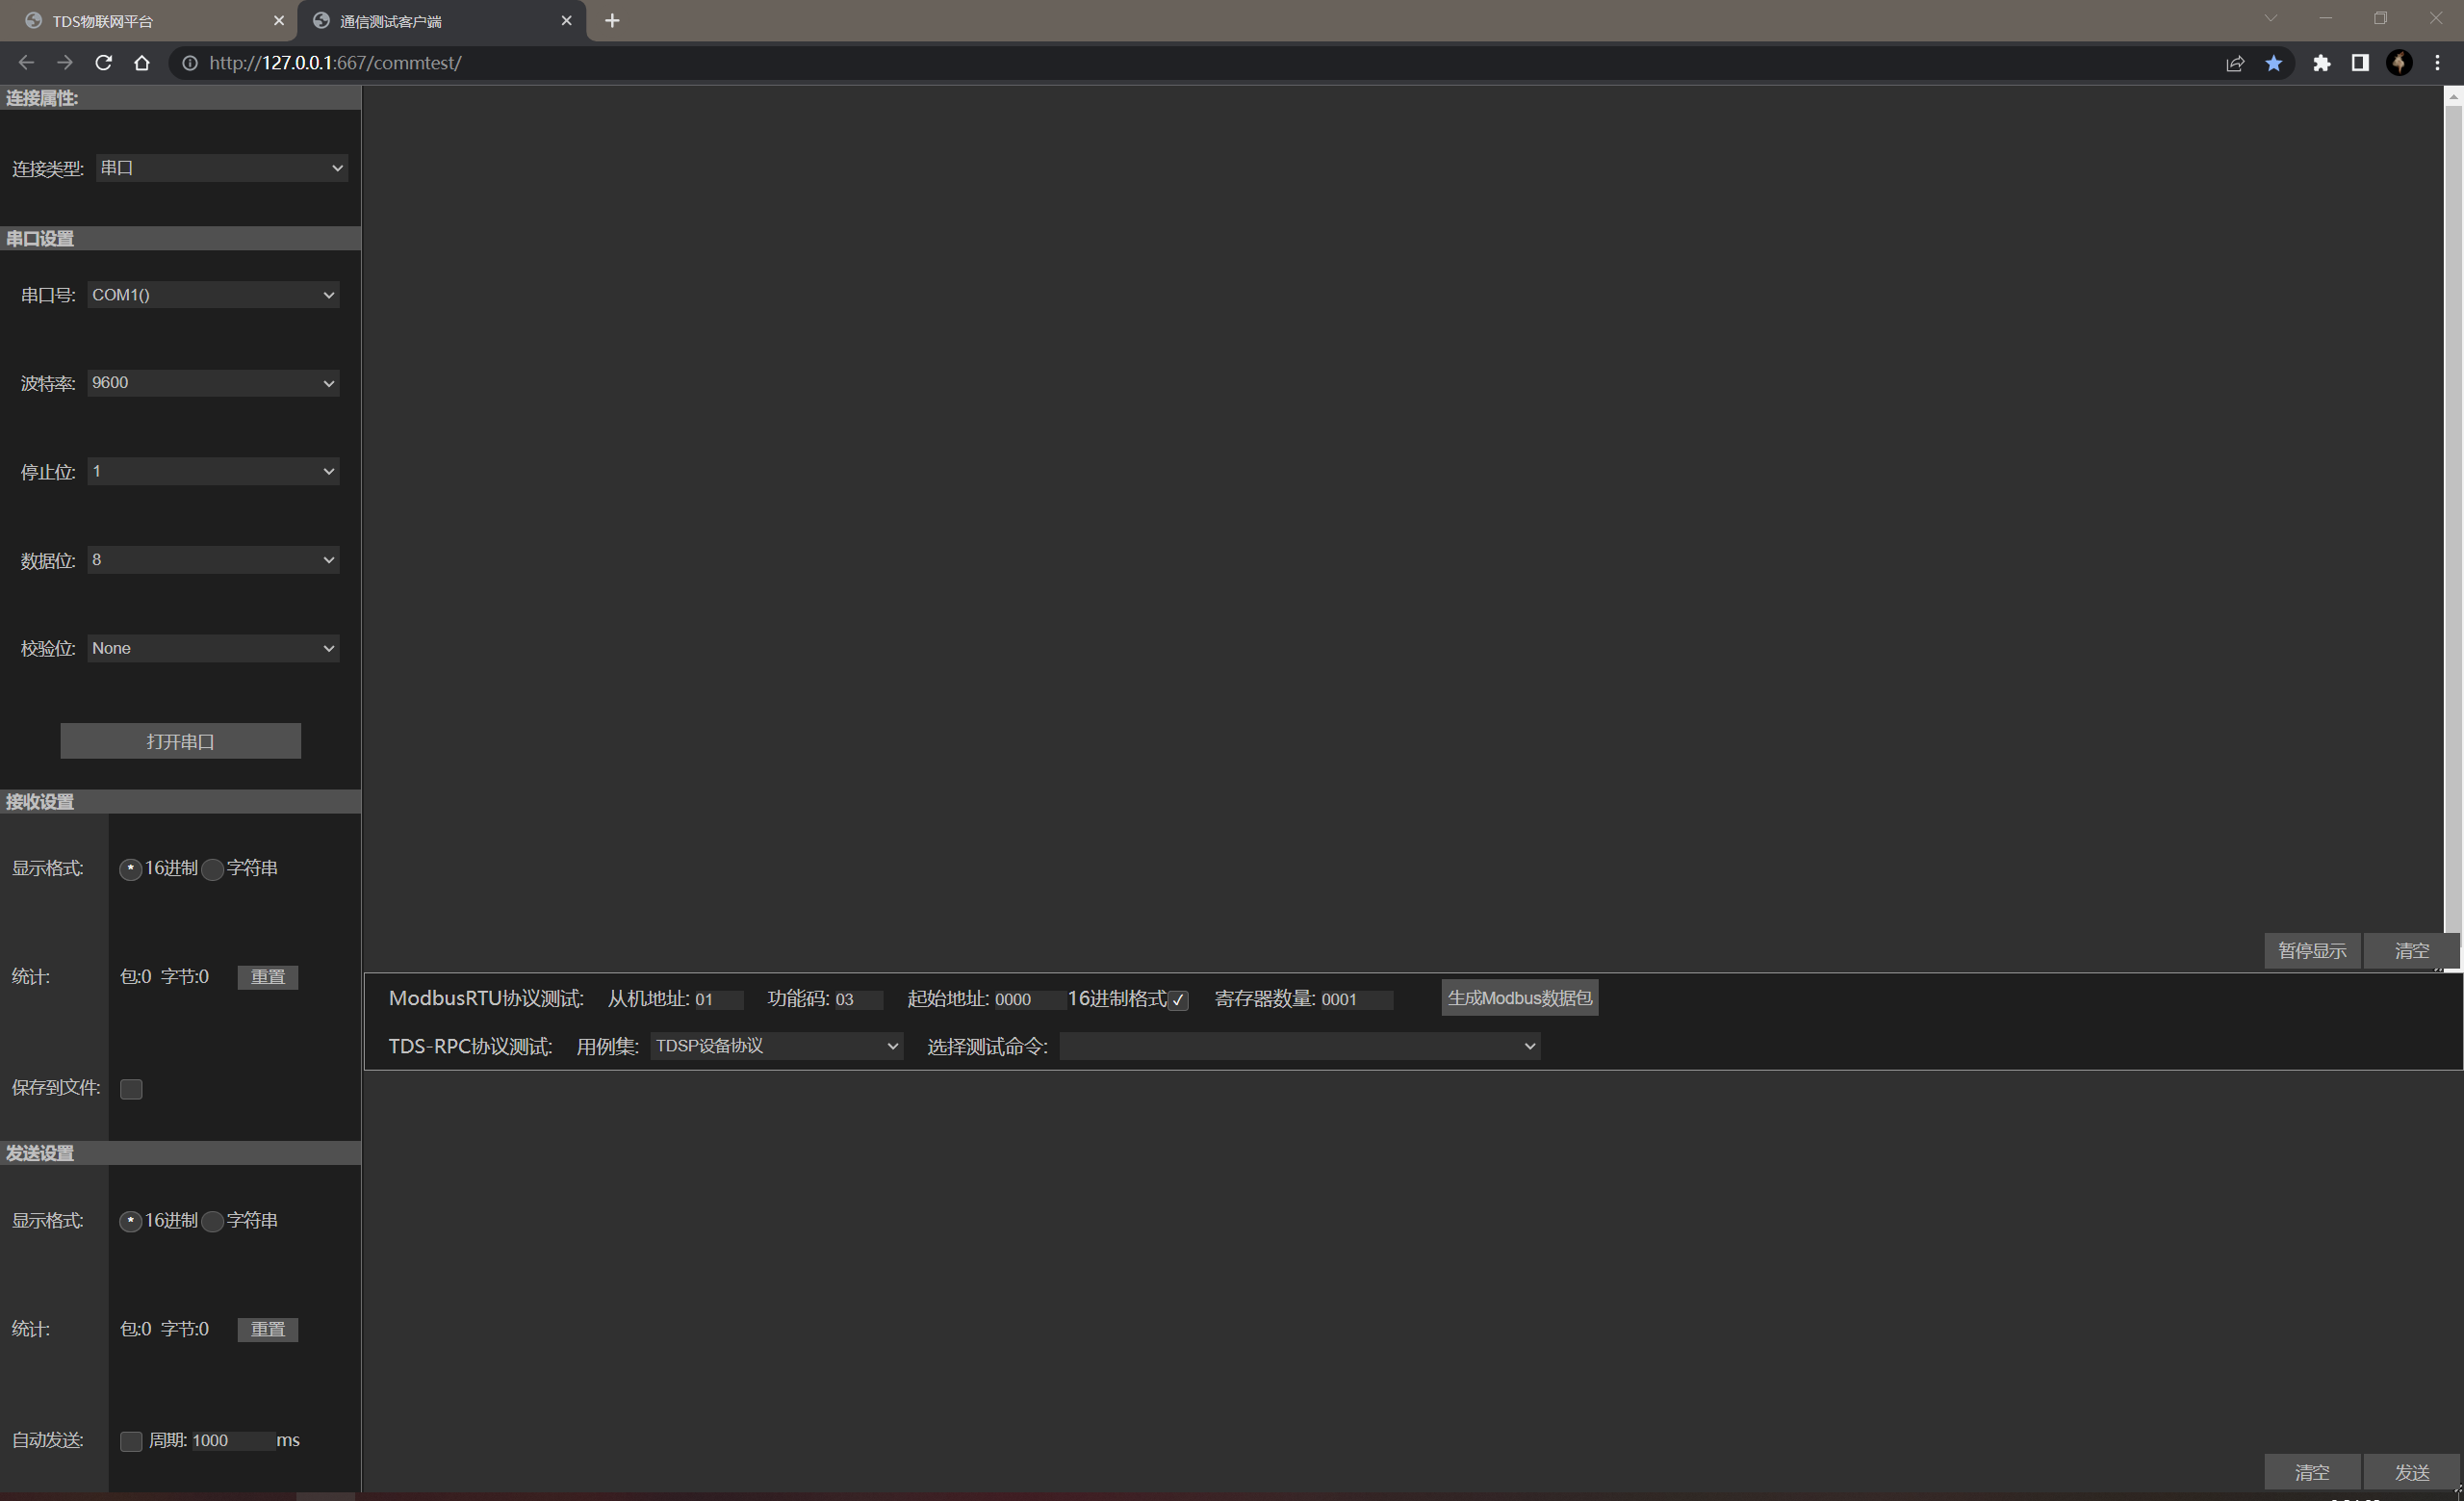 TDS物联网平台
通信测试客户端
http://127.0.0.1:667/commtest/
连接属性:
连接类型: 串口
串口设置
串口号: COM1()
波特率: 9600
停止位: 1
数据位: 8
校验位: None
打开串口
接收设置
显示格式: 16进制 字符串
统计: 包:0 字节:0 重置
保存到文件:
发送设置
显示格式: 16进制 字符串
统计: 包:0 字节:0 重置
自动发送: 周期: 1000 ms
暂停显示 清空
ModbusRTU协议测试: 从机地址: 01 功能码: 03 起始地址: 0000 16进制格式 寄存器数量: 0001 生成Modbus数据包
TDS-RPC协议测试: 用例集: TDSP设备协议 选择测试命令:
清空 发送